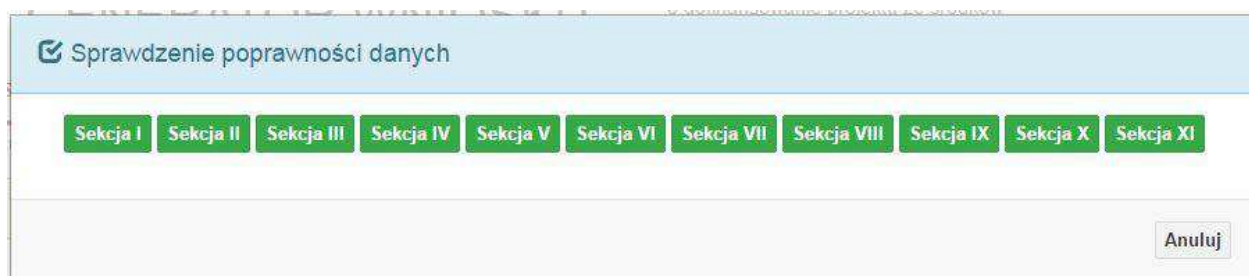 Sprawdzenie poprawności danych
Sekcja I Sekcja II Sekcja III Sekcja IV Sekcja V Sekcja VI Sekcja VII Sekcja VIII Sekcja IX Sekcja X Sekcja XI
Anuluj